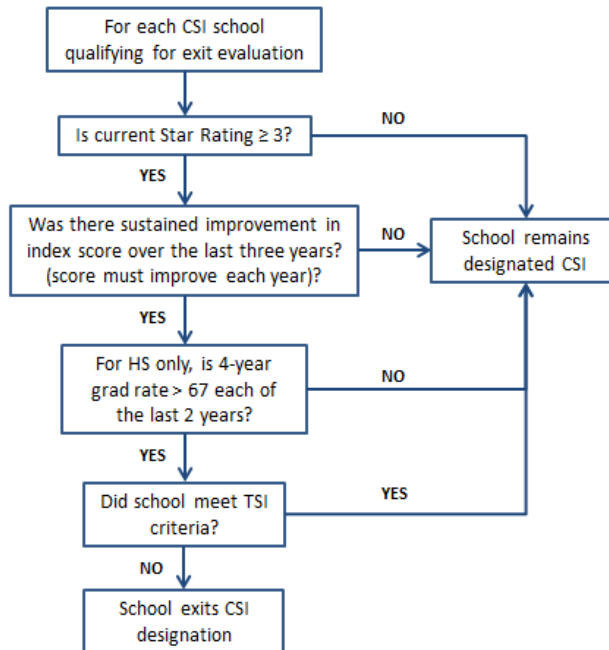 For each CSI school
qualifying for exit evaluation
Is current Star Rating ≥ 3?
NO
YES
Was there sustained improvement in
index score over the last three years?
(score must improve each year)?
NO
School remains
designated CSI
YES
For HS only, is 4-year
grad rate > 67 each of
the last 2 years?
NO
YES
Did school meet TSI
criteria?
YES
NO
School exits CSI
designation